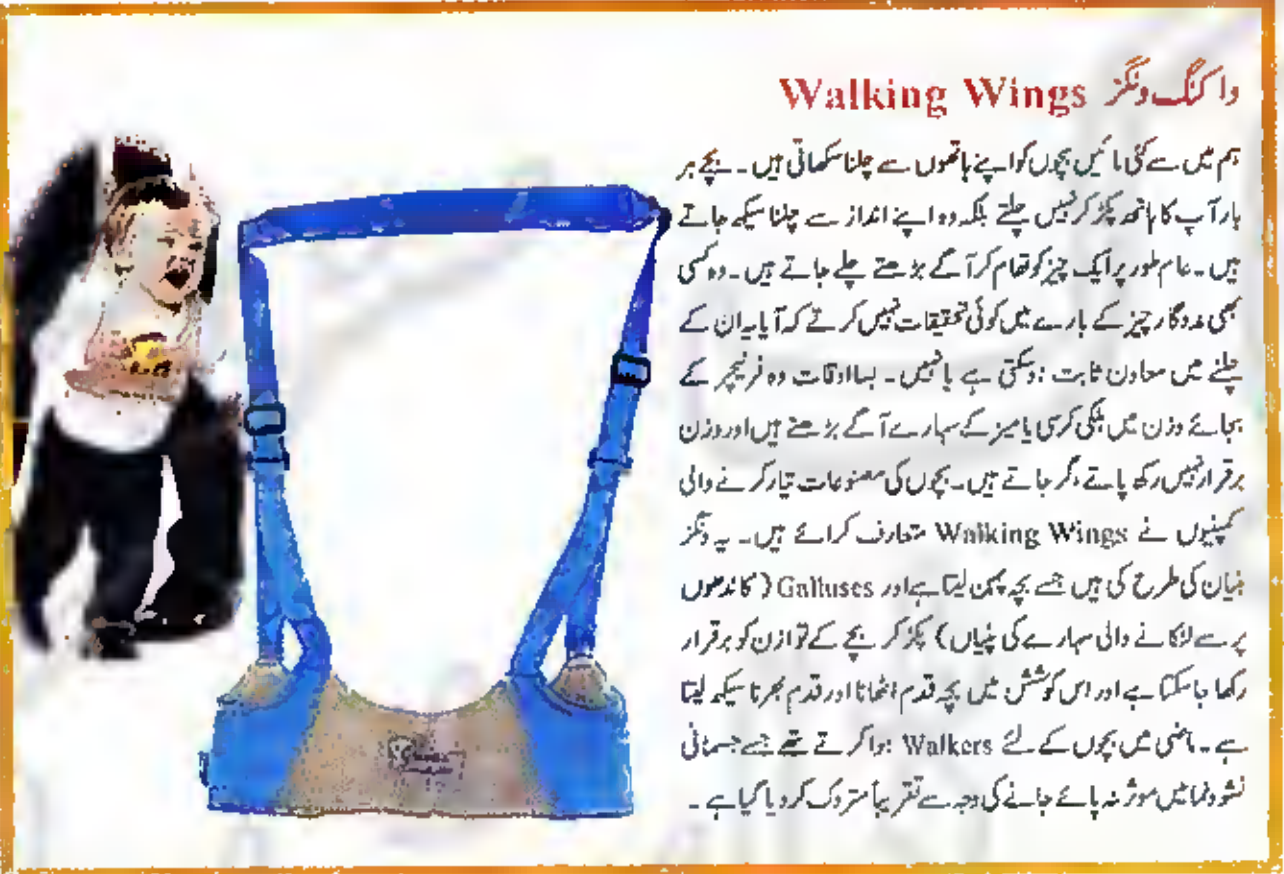 واکنگ ونگز Walking Wings
ہم میں سے کئی مائیں بچوں کو اپنے ہاتھوں سے چلنا سکھاتی ہیں۔ بچے ہر
بار آپ کا ہاتھ پکڑ کر نہیں چلتے بلکہ وہ اپنے انداز سے چلنا سیکھ جاتے
ہیں۔ عام طور پر ایک چیز کو تھام کر آگے بڑھتے چلے جاتے ہیں۔ وہ کسی
بھی مددگار چیز کے بارے میں کوئی تحقیقات نہیں کرتے کہ آیا یہ ان کے
چلنے میں معاون ثابت ہوسکتی ہے یا نہیں۔ بسا اوقات وہ فرنیچر کے
بجائے وزن میں ہلکی کرسی یا میز کے سہارے آگے بڑھتے ہیں اور وزن
برقرار نہیں رکھ پاتے، گر جاتے ہیں۔ بچوں کی مصنوعات تیار کرنے والی
کمپنیوں نے Walking Wings متعارف کرائے ہیں۔ یہ ونگز
بنیان کی طرح کی ہیں جسے بچہ پہن لیتا ہے اور Galluses (کاندھوں
پر سے لٹکانے والی سہارے کی پٹیاں) پکڑ کر بچے کے توازن کو برقرار
رکھا جاسکتا ہے اور اس کوشش میں بچہ قدم اٹھانا اور قدم بھرنا سیکھ لیتا
ہے۔ ماضی میں بچوں کے لئے Walkers ہوا کرتے تھے جسے جسمانی
نشوونما میں موثر نہ پائے جانے کی وجہ سے تقریباً متروک کردیا گیا ہے۔